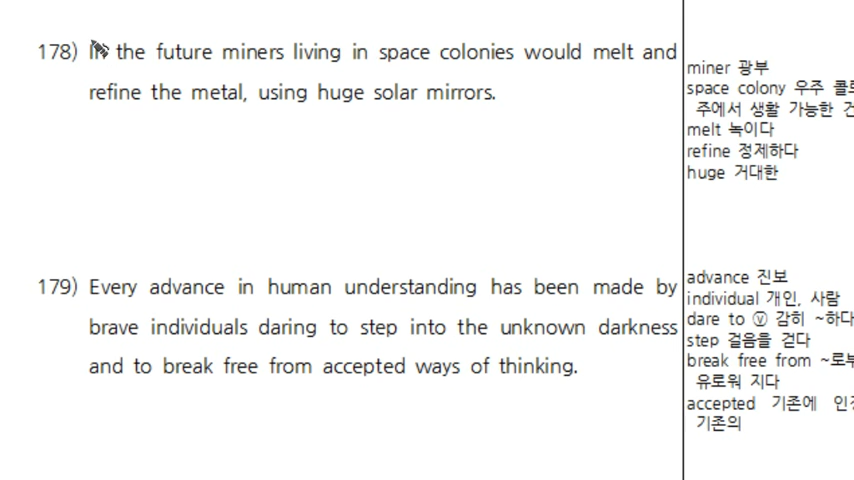 178) In the future miners living in space colonies would melt and
refine the metal, using huge solar mirrors.
miner 광부
space colony 우주
주에서 생활 가능한
melt 녹이다
refine 정제하다
huge 거대한
179) Every advance in human understanding has been made by
brave individuals daring to step into the unknown darkness
and to break free from accepted ways of thinking.
advance 진보
individual 개인, 사람
dare to ⓥ 감히 ~하다
step 걸음을 걷다
break free from
유로워 지다
accepted 기존에
기존의